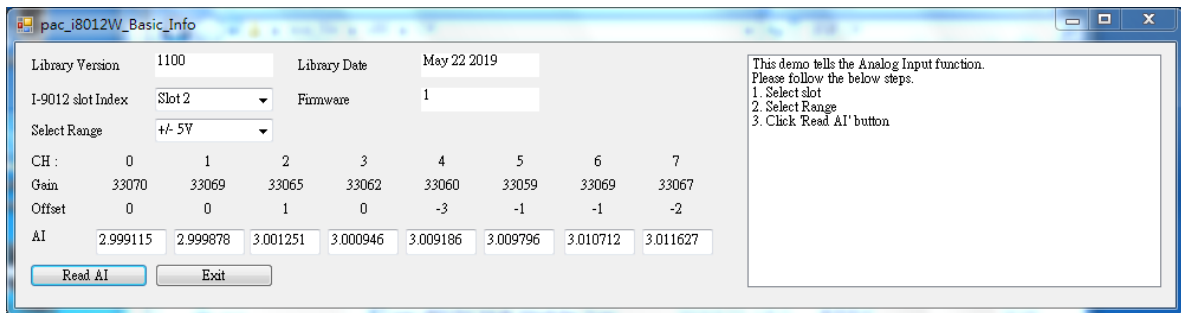 pac_i8012W_Basic_Info
Library Version 1100 Library Date May 22 2019
I-9012 slot Index Slot 2 Firmware 1
Select Range +/- 5V
CH : 0 1 2 3 4 5 6 7
Gain 33070 33069 33065 33062 33060 33059 33069 33067
Offset 0 0 1 0 -3 -1 -1 -2
AI 2.999115 2.999878 3.001251 3.000946 3.009186 3.009796 3.010712 3.011627
Read AI Exit
This demo tells the Analog Input function.
Please follow the below steps.
1. Select slot
2. Select Range
3. Click 'Read AI' button